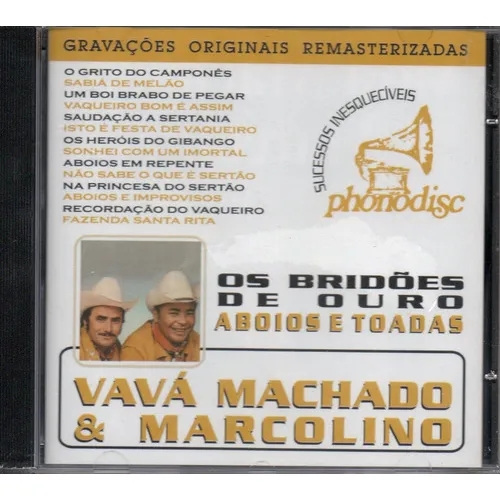 GRAVAÇÕES ORIGINAIS REMASTERIZADAS
O GRITO DO CAMPONÊS
SABIÁ DE MELÃO
UM BOI BRABO DE PEGAR
VAQUEIRO BOM É ASSIM
SAUDAÇÃO A SERTANIA
ISTO É FESTA DE VAQUEIRO
OS HERÓIS DO GIBANGO
SONHEI COM UM IMORTAL
ABOIOS EM REPENTE
NÃO SABE O QUE É SERTÃO
NA PRINCESA DO SERTÃO
ABOIOS E IMPROVISOS
RECORDAÇÃO DO VAQUEIRO
FAZENDA SANTA RITA
SUCESSOS INESQUECÍVEIS
phonodisc
OS BRIDÕES
DE OURO
ABOIOS E TOADAS
VAVÁ MACHADO
& MARCOLINO